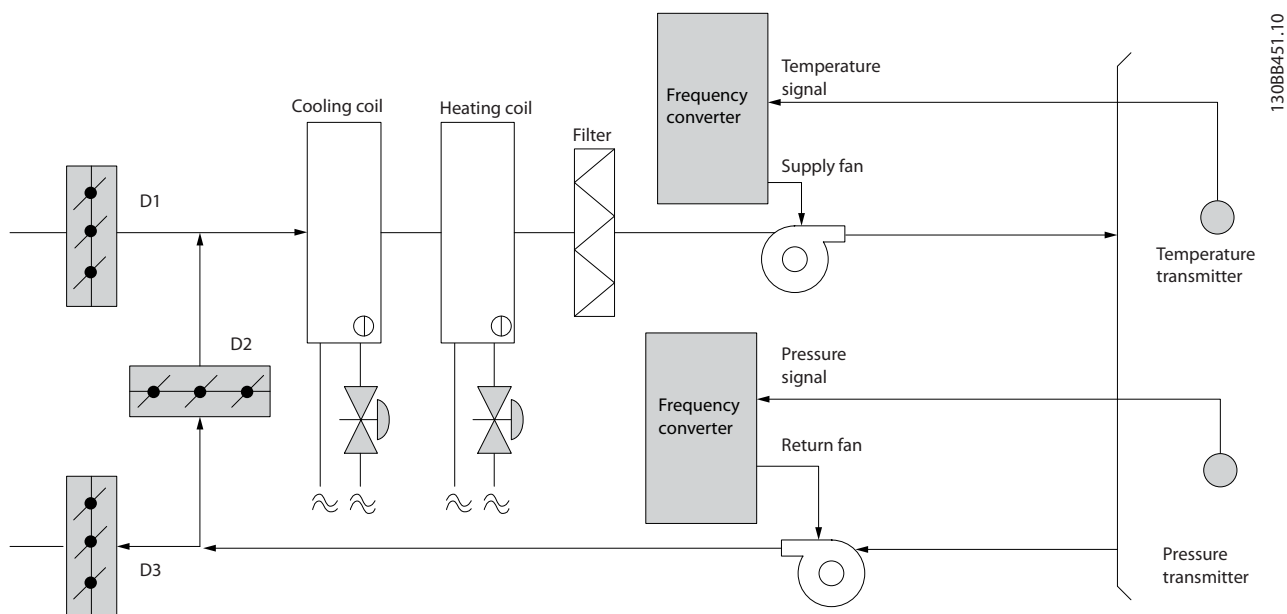 130BB451.10
Temperature
signal
Cooling coil
Heating coil
Frequency
converter
Filter
Supply fan
D1
Temperature
transmitter
D2
Pressure
signal
Frequency
converter
Return fan
D3
Pressure
transmitter